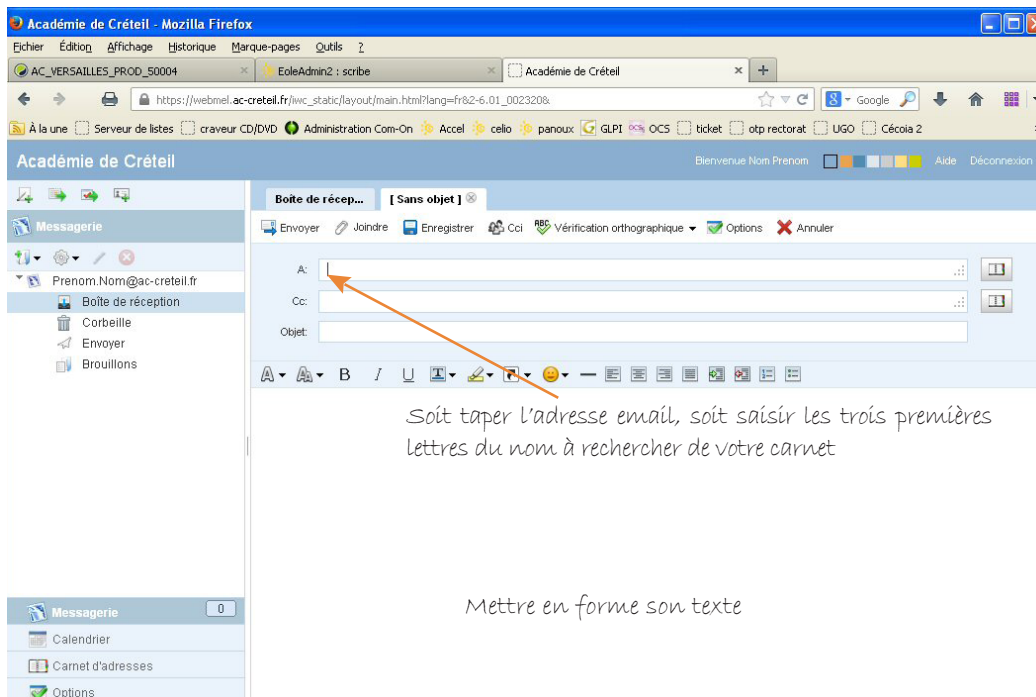 Académie de Créteil - Mozilla Firefox
Fichier Édition Affichage Historique Marque-pages Outils ?
AC_VERSAILLES_PROD_50004 × EoleAdmin2 : scribe × Académie de Créteil × +
https://webmel.ac-creteil.fr/iwc_static/layout/main.html?lang=fr&2-6.01_002320& Google
À la une Serveur de listes craveur CD/DVD Administration Com-On Accel celio panoux GLPI OCS OCS ticket otp rectorat UGO Cécoia 2
Académie de Créteil Bienvenue Nom Prenom Aide Déconnexion
Boîte de récep... [ Sans objet ]
Messagerie
Envoyer Joindre Enregistrer Cci Vérification orthographique Options Annuler
Prenom.Nom@ac-creteil.fr
Boîte de réception
Corbeille
Envoyer
Brouillons
A:
Cc:
Objet:
Soit taper l'adresse email, soit saisir les trois premières
lettres du nom à rechercher de votre carnet
Mettre en forme son texte
Messagerie 0
Calendrier
Carnet d'adresses
Options